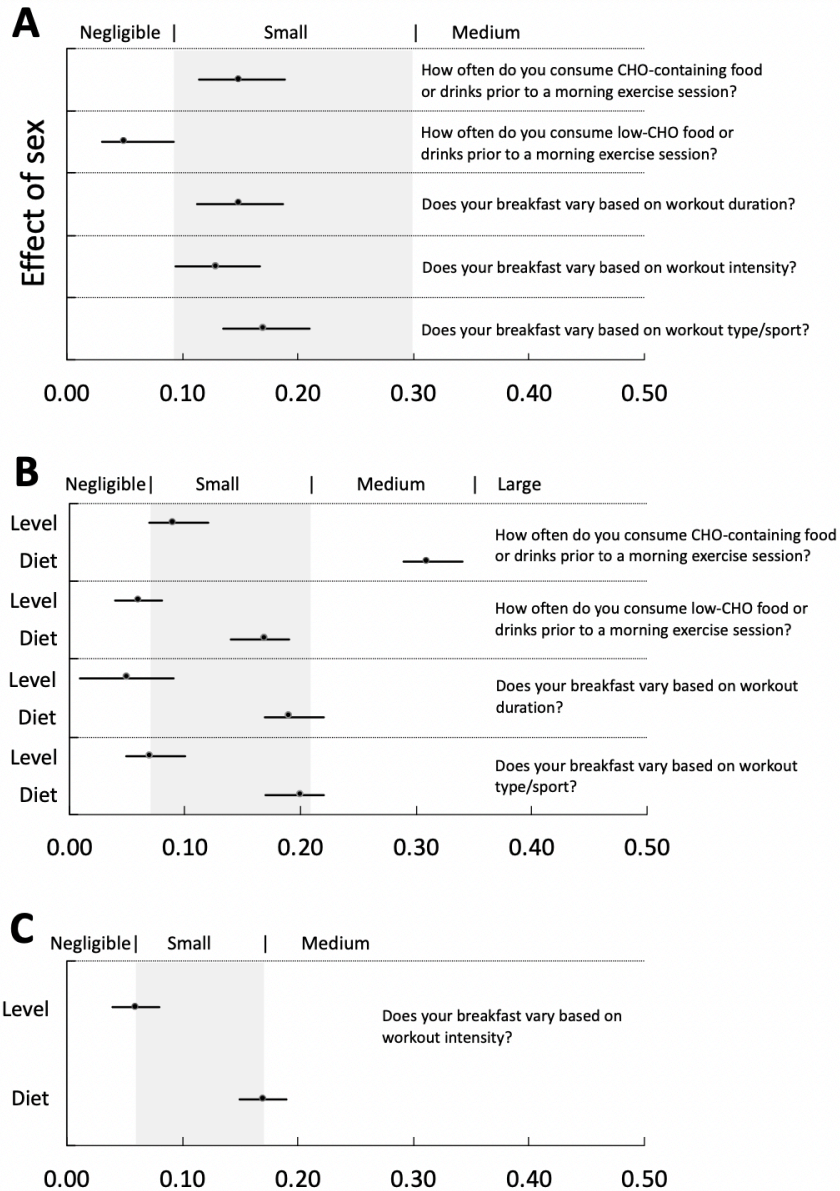 A
Negligible | Small | Medium
Effect of sex
How often do you consume CHO-containing food
or drinks prior to a morning exercise session?
How often do you consume low-CHO food or
drinks prior to a morning exercise session?
Does your breakfast vary based on workout duration?
Does your breakfast vary based on workout intensity?
Does your breakfast vary based on workout type/sport?
0.00 0.10 0.20 0.30 0.40 0.50
B
Negligible | Small | Medium | Large
Level
Diet
How often do you consume CHO-containing food
or drinks prior to a morning exercise session?
Level
Diet
How often do you consume low-CHO food or
drinks prior to a morning exercise session?
Level
Diet
Does your breakfast vary based on workout
duration?
Level
Diet
Does your breakfast vary based on workout
type/sport?
0.00 0.10 0.20 0.30 0.40 0.50
C
Negligible | Small | Medium
Level
Does your breakfast vary based on
workout intensity?
Diet
0.00 0.10 0.20 0.30 0.40 0.50